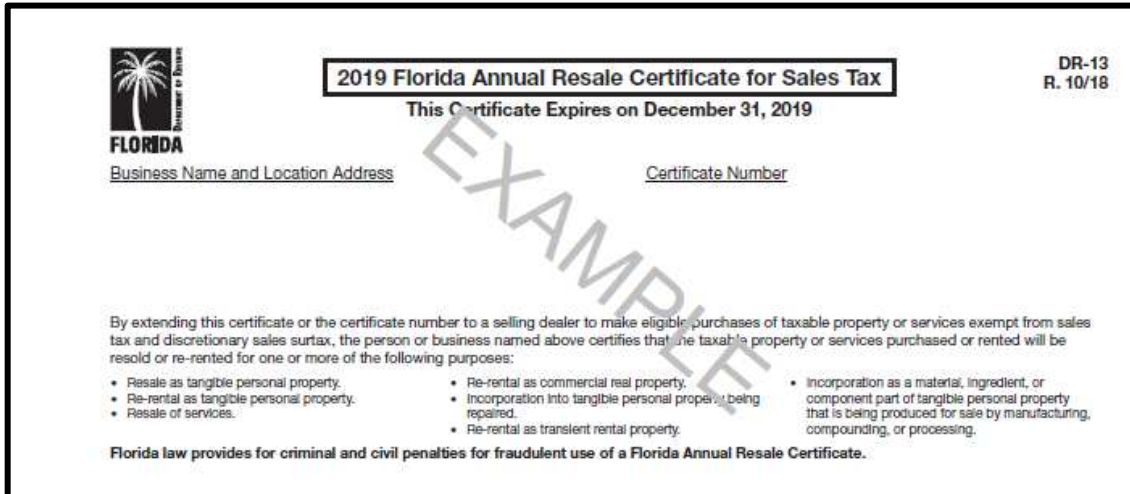 DEPARTMENT OF REVENUE
FLORIDA
2019 Florida Annual Resale Certificate for Sales Tax
This Certificate Expires on December 31, 2019
DR-13
R. 10/18
Business Name and Location Address
Certificate Number
EXAMPLE
By extending this certificate or the certificate number to a selling dealer to make eligible purchases of taxable property or services exempt from sales
tax and discretionary sales surtax, the person or business named above certifies that the taxable property or services purchased or rented will be
resold or re-rented for one or more of the following purposes:
• Resale as tangible personal property.
• Re-rental as tangible personal property.
• Resale of services.
• Re-rental as commercial real property.
• Incorporation into tangible personal property being
repaired.
• Re-rental as transient rental property.
• Incorporation as a material, ingredient, or
component part of tangible personal property
that is being produced for sale by manufacturing,
compounding, or processing.
Florida law provides for criminal and civil penalties for fraudulent use of a Florida Annual Resale Certificate.